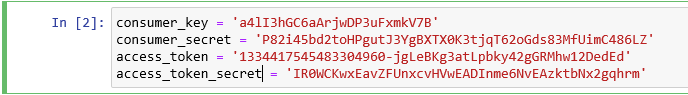 In [2]: consumer_key = 'a4lI3hGC6aArjwDP3uFxmkV7B'
consumer_secret = 'P82i45bd2toHPgutJ3YgBXTX0K3tjqT62oGds83MfUimC486LZ'
access_token = '1334417545483304960-jgLeBKg3atLpbky42gGRMhw12DedEd'
access_token_secret = 'IR0WCKwxEavZFUnxcvHVwEADInme6NvEAzktbNx2gqhrm'